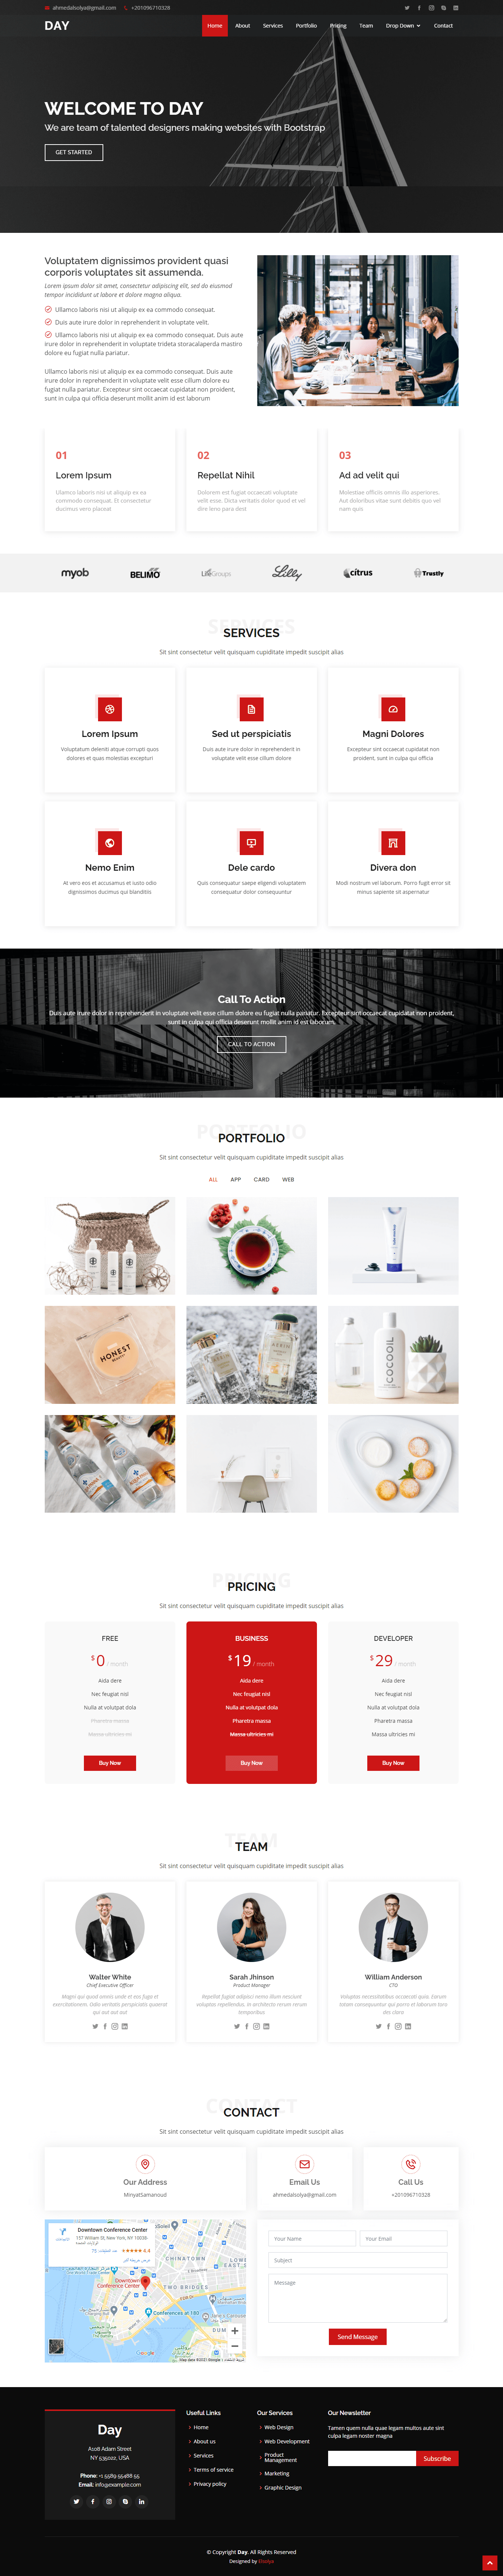 ahmedalsolya@gmail.com +201096710328
DAY
Home About Services Portfolio Pricing Team Drop Down Contact
WELCOME TO DAY
We are team of talented designers making websites with Bootstrap
GET STARTED
Voluptatem dignissimos provident quasi
corporis voluptates sit assumenda.
Lorem ipsum dolor sit amet, consectetur adipiscing elit, sed do eiusmod
tempor incididunt ut labore et dolore magna aliqua.
Ullamco laboris nisi ut aliquip ex ea commodo consequat.
Duis aute irure dolor in reprehenderit in voluptate velit.
Ullamco laboris nisi ut aliquip ex ea commodo consequat. Duis aute
irure dolor in reprehenderit in voluptate trideta storacalaperda mastiro
dolore eu fugiat nulla pariatur.
Ullamco laboris nisi ut aliquip ex ea commodo consequat. Duis aute
irure dolor in reprehenderit in voluptate velit esse cillum dolore eu
fugiat nulla pariatur. Excepteur sint occaecat cupidatat non proident,
sunt in culpa qui officia deserunt mollit anim id est laborum
01
Lorem Ipsum
Ulamco laboris nisi ut aliquip ex ea
commodo consequat. Et consectetur
ducimus vero placeat
02
Repellat Nihil
Dolorem est fugiat occaecati voluptate
velit esse. Dicta veritatis dolor quod et vel
dire leno para dest
03
Ad ad velit qui
Molestiae officiis omnis illo asperiores.
Aut doloribus vitae sunt debitis quo vel
nam quis
myob BELIMO LifeGroups Lilly citrus Trustly
SERVICES
SERVICES
Sit sint consectetur velit quisquam cupiditate impedit suscipit alias
Lorem Ipsum
Voluptatum deleniti atque corrupti quos
dolores et quas molestias excepturi
Sed ut perspiciatis
Duis aute irure dolor in reprehenderit in
voluptate velit esse cillum dolore
Magni Dolores
Excepteur sint occaecat cupidatat non
proident, sunt in culpa qui officia
Nemo Enim
At vero eos et accusamus et iusto odio
dignissimos ducimus qui blanditiis
Dele cardo
Quis consequatur saepe eligendi voluptatem
consequatur dolor consequuntur
Divera don
Modi nostrum vel laborum. Porro fugit error sit
minus sapiente sit aspernatur
Call To Action
Duis aute irure dolor in reprehenderit in voluptate velit esse cillum dolore eu fugiat nulla pariatur. Excepteur sint occaecat cupidatat non proident,
sunt in culpa qui officia deserunt mollit anim id est laborum.
CALL TO ACTION
PORTFOLIO
PORTFOLIO
Sit sint consectetur velit quisquam cupiditate impedit suscipit alias
ALL APP CARD WEB
HONEST
COCOOIL
PRICING
PRICING
Sit sint consectetur velit quisquam cupiditate impedit suscipit alias
FREE
$0 / month
Aida dere
Nec feugiat nisl
Nulla at volutpat dola
Pharetra massa
Massa ultricies mi
Buy Now
BUSINESS
$19 / month
Aida dere
Nec feugiat nisl
Nulla at volutpat dola
Pharetra massa
Massa ultricies mi
Buy Now
DEVELOPER
$29 / month
Aida dere
Nec feugiat nisl
Nulla at volutpat dola
Pharetra massa
Massa ultricies mi
Buy Now
TEAM
TEAM
Sit sint consectetur velit quisquam cupiditate impedit suscipit alias
Walter White
Chief Executive Officer
Magni qui quod omnis unde et eos fuga et
exercitationem. Odio veritatis perspiciatis quaerat
qui aut aut aut
Sarah Jhinson
Product Manager
Repellat fugiat adipisci nemo illum nesciunt
voluptas repellendus. In architecto rerum rerum
temporibus
William Anderson
CTO
Voluptas necessitatibus occaecati quia. Earum
totam consequuntur qui porro et laborum toro
des clara
CONTACT
CONTACT
Sit sint consectetur velit quisquam cupiditate impedit suscipit alias
Our Address
MinyatSamanoud
Email Us
ahmedalsolya@gmail.com
Call Us
+201096710328
Downtown Conference Center
157 William St, New York, NY 10038
CHINATOWN
TWO BRIDGES
Downtown
Conference Center
Conferences at 180
DUM
Google
Your Name
Your Email
Subject
Message
Send Message
Day
A108 Adam Street
NY 535022, USA
Phone: +1 5589 55488 55
Email: info@example.com
Useful Links
Home
About us
Services
Terms of service
Privacy policy
Our Services
Web Design
Web Development
Product
Management
Marketing
Graphic Design
Our Newsletter
Tamen quem nulla quae legam multos aute sint
culpa legam noster magna
Subscribe
© Copyright Day. All Rights Reserved